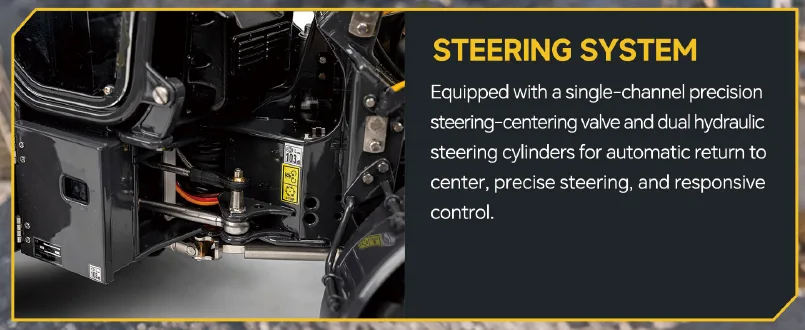 STEERING SYSTEM
Equipped with a single-channel precision
steering-centering valve and dual hydraulic
steering cylinders for automatic return to
center, precise steering, and responsive
control.
103